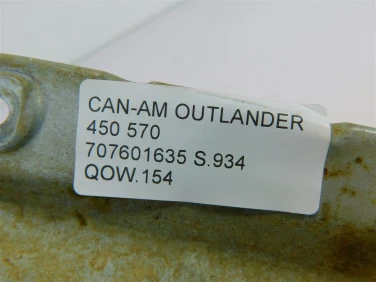 CAN-AM OUTLANDER
450 570
707601635 S.934
QOW.154